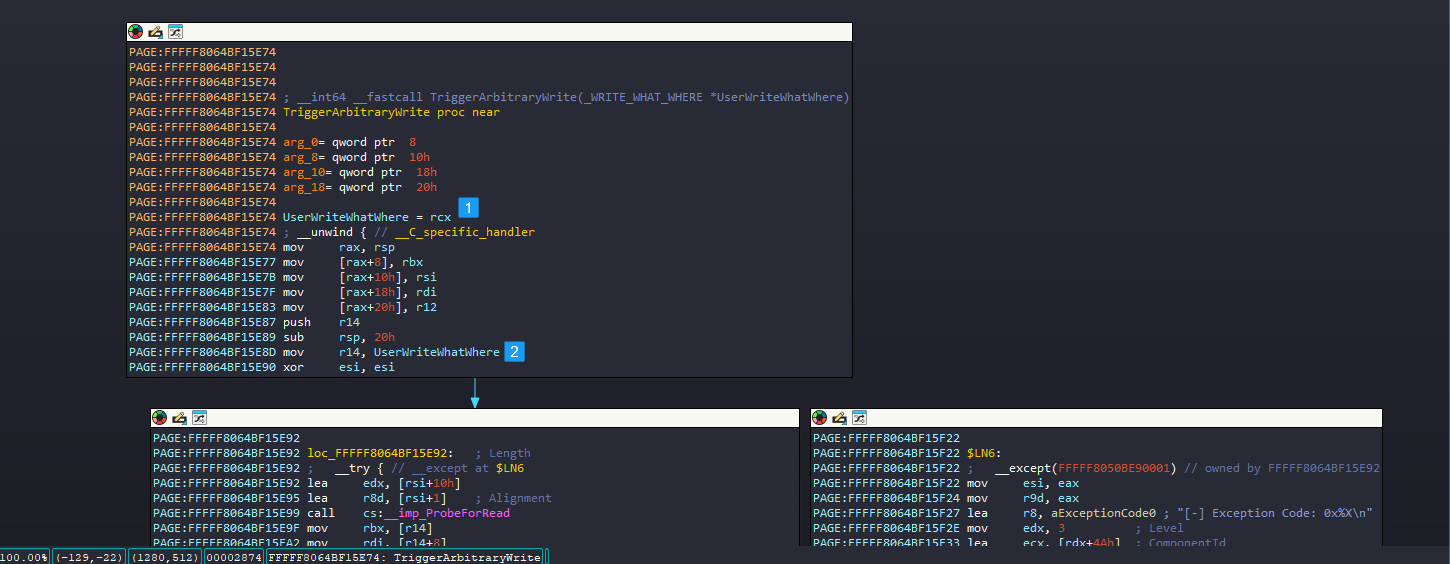 PAGE:FFFFF8064BF15E74
PAGE:FFFFF8064BF15E74
PAGE:FFFFF8064BF15E74
PAGE:FFFFF8064BF15E74 ; __int64 __fastcall TriggerArbitraryWrite(_WRITE_WHAT_WHERE *UserWriteWhatWhere)
PAGE:FFFFF8064BF15E74 TriggerArbitraryWrite proc near
PAGE:FFFFF8064BF15E74
PAGE:FFFFF8064BF15E74 arg_0= qword ptr 8
PAGE:FFFFF8064BF15E74 arg_8= qword ptr 10h
PAGE:FFFFF8064BF15E74 arg_10= qword ptr 18h
PAGE:FFFFF8064BF15E74 arg_18= qword ptr 20h
PAGE:FFFFF8064BF15E74
PAGE:FFFFF8064BF15E74 UserWriteWhatWhere = rcx 1
PAGE:FFFFF8064BF15E74 ; __unwind { // __C_specific_handler
PAGE:FFFFF8064BF15E74 mov rax, rsp
PAGE:FFFFF8064BF15E77 mov [rax+8], rbx
PAGE:FFFFF8064BF15E7B mov [rax+10h], rsi
PAGE:FFFFF8064BF15E7F mov [rax+18h], rdi
PAGE:FFFFF8064BF15E83 mov [rax+20h], r12
PAGE:FFFFF8064BF15E87 push r14
PAGE:FFFFF8064BF15E89 sub rsp, 20h
PAGE:FFFFF8064BF15E8D mov r14, UserWriteWhatWhere 2
PAGE:FFFFF8064BF15E90 xor esi, esi
PAGE:FFFFF8064BF15E92
PAGE:FFFFF8064BF15E92 loc_FFFFF8064BF15E92: ; Length
PAGE:FFFFF8064BF15E92 ; __try { // __except at $LN6
PAGE:FFFFF8064BF15E92 lea edx, [rsi+10h]
PAGE:FFFFF8064BF15E95 lea r8d, [rsi+1] ; Alignment
PAGE:FFFFF8064BF15E99 call cs:__imp_ProbeForRead
PAGE:FFFFF8064BF15E9F mov rbx, [r14]
PAGE:FFFFF8064BF15EA2 mov rdi, [r14+8]
PAGE:FFFFF8064BF15F22
PAGE:FFFFF8064BF15F22 $LN6:
PAGE:FFFFF8064BF15F22 ; __except(FFFFF8050BE90001) // owned by FFFFF8064BF15E92
PAGE:FFFFF8064BF15F22 mov esi, eax
PAGE:FFFFF8064BF15F24 mov r9d, eax
PAGE:FFFFF8064BF15F27 lea r8, aExceptionCode0 ; "[-] Exception Code: 0x%X\n"
PAGE:FFFFF8064BF15F2E mov edx, 3 ; Level
PAGE:FFFFF8064BF15F33 lea ecx, [rdx+4Ah] ; ComponentId
100.00% (-129,-22) (1280,512) 00002874 FFFFF8064BF15E74: TriggerArbitraryWrite